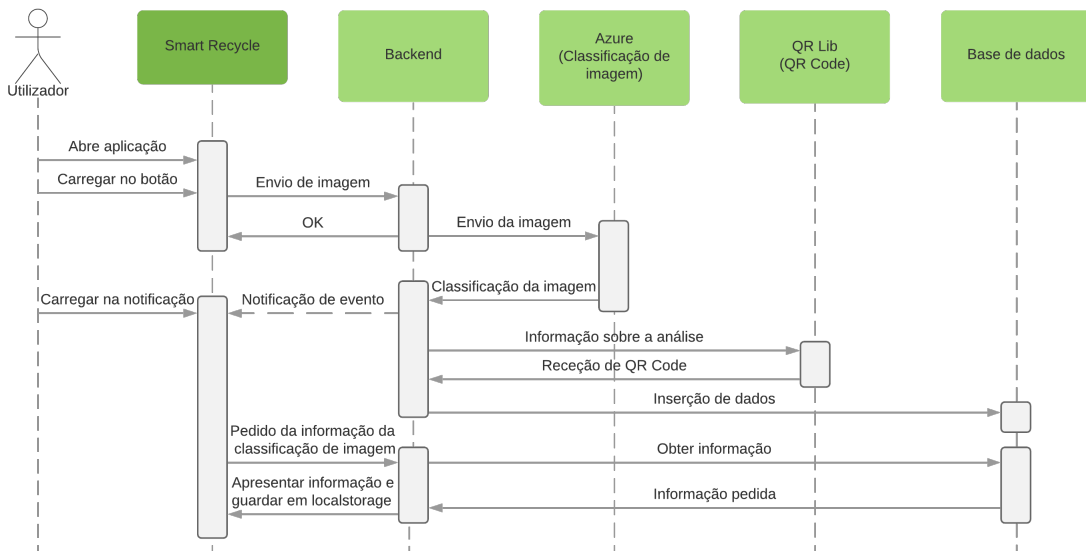 Utilizador
Smart Recycle
Backend
Azure
(Classificação de
imagem)
QR Lib
(QR Code)
Base de dados
Abre aplicação
Carregar no botão
Envio de imagem
OK
Envio da imagem
Classificação da imagem
Carregar na notificação
Notificação de evento
Informação sobre a análise
Receção de QR Code
Inserção de dados
Pedido da informação da
classificação de imagem
Obter informação
Apresentar informação e
guardar em localstorage
Informação pedida